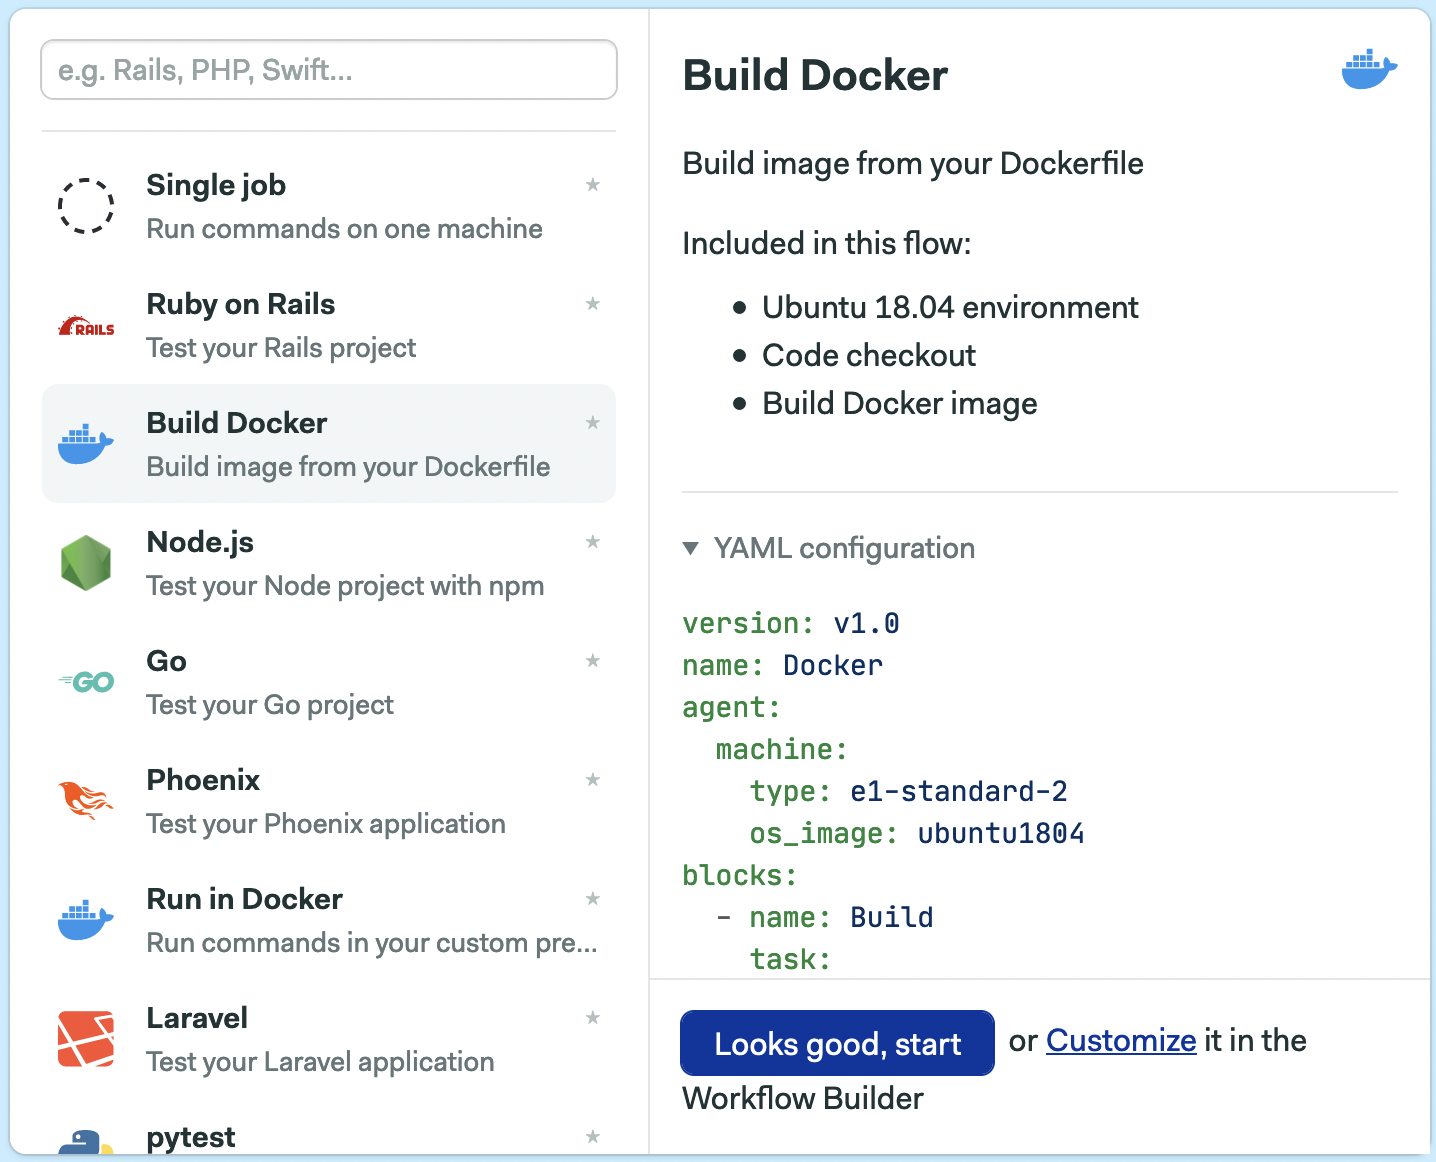 e.g. Rails, PHP, Swift...
Single job
Run commands on one machine
RAILS
Ruby on Rails
Test your Rails project
Build Docker
Build image from your Dockerfile
Node.js
Test your Node project with npm
GO
Go
Test your Go project
Phoenix
Test your Phoenix application
Run in Docker
Run commands in your custom pre...
Laravel
Test your Laravel application
pytest
Build Docker
Build image from your Dockerfile
Included in this flow:
• Ubuntu 18.04 environment
• Code checkout
• Build Docker image
▼ YAML configuration
version: v1.0
name: Docker
agent:
  machine:
    type: e1-standard-2
    os_image: ubuntu1804
blocks:
  - name: Build
    task:
Looks good, start or Customize it in the
Workflow Builder